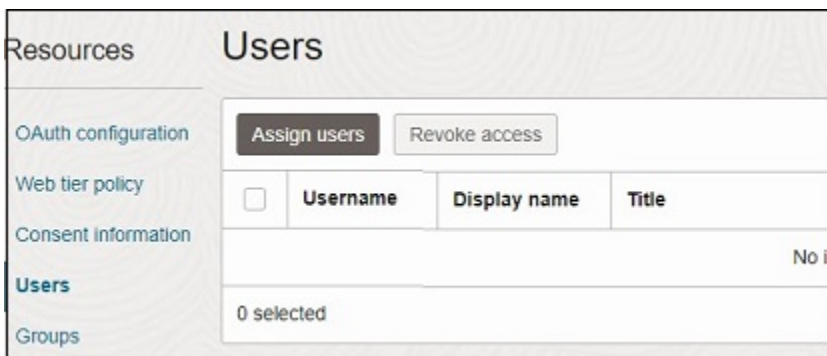 Resources
OAuth configuration
Web tier policy
Consent information
Users
Groups
Users
Assign users Revoke access
Username Display name Title
No i
0 selected